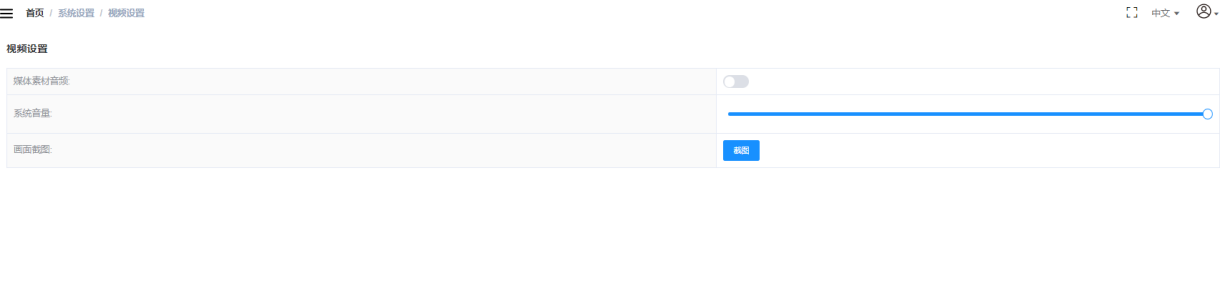 首页 / 系统设置 / 视频设置 中文
视频设置
媒体素材音频:
系统音量:
画面截图: 截图